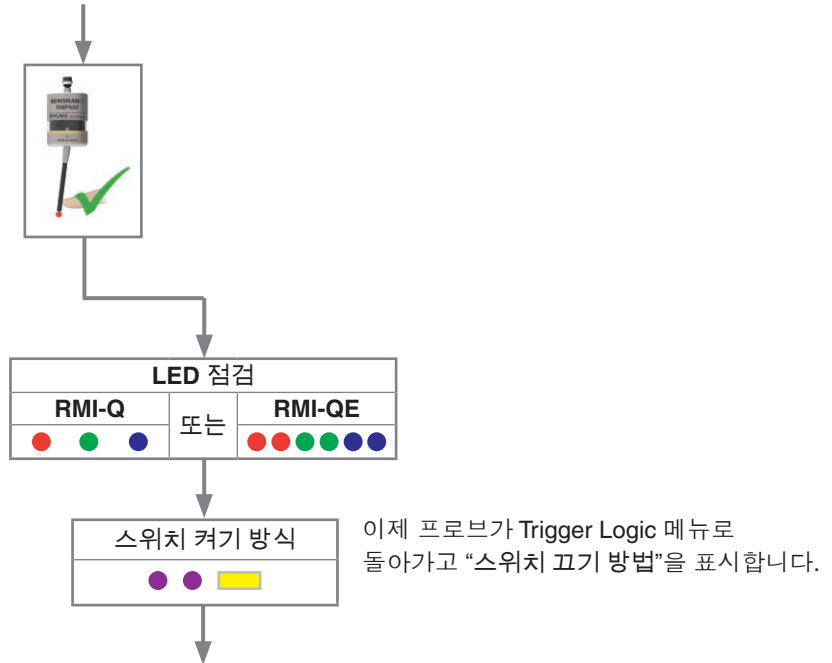 RENISHAW
RMP400
LED 점검
RMI-Q
또는
RMI-QE
스위치 켜기 방식
이제 프로브가 Trigger Logic 메뉴로
돌아가고 “스위치 끄기 방법”을 표시합니다.